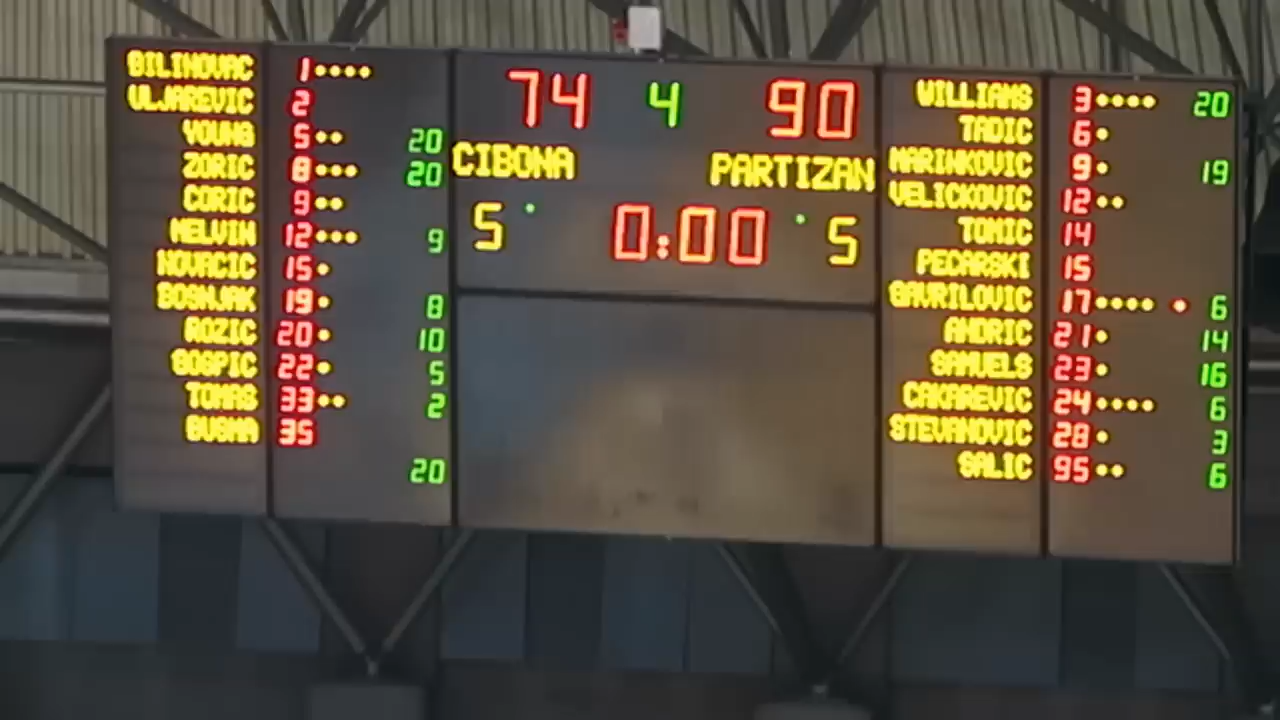 BILINOVAC 1
VLJAREVIC 2
YOUNG 5 20
ZORIC 8 20
CORIC 9
MELVIN 12 9
NOVACIC 15
BOSNJAK 19 8
ROZIC 20 10
GOSPIC 22 5
TOMAS 33 2
BUSMA 35
20
74 4 90
CIBONA PARTIZAN
5 0:00 5
WILLIAMS 3 20
TADIC 6
MARINKOVIC 9 19
VELICKOVIC 12
TOMIC 14
PECARSKI 15
GAVRILOVIC 17 6
ANDRIC 21 14
SAMUELS 23 16
CAKAREVIC 24 6
STEVANOVIC 28 3
SALIC 95 6